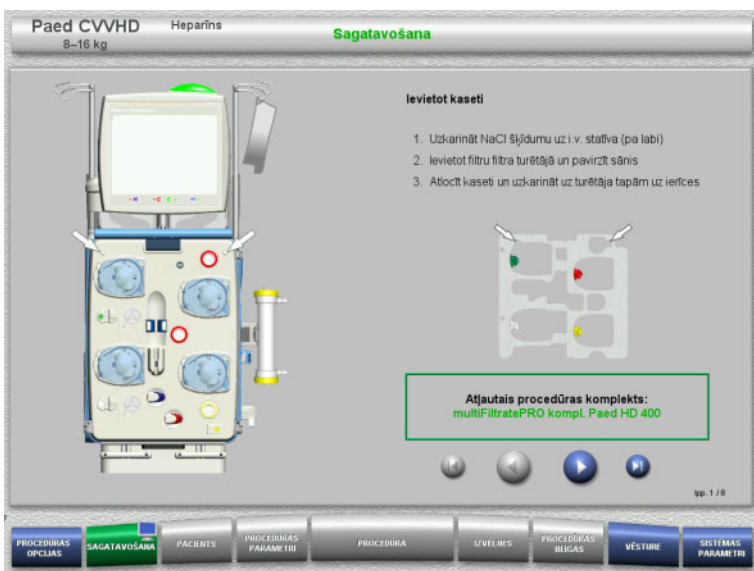 Paed CVVHD Heparīns
8–16 kg
Sagatavošana
Ievietot kaseti
1. Uzkarināt NaCl šķīdumu uz i.v. statīva (pa labi)
2. Ievietot filtru filtra turētājā un pavirzīt sānis
3. Atlocīt kaseti un uzkarināt uz turētāja tapām uz ierīces
Atļautais procedūras komplekts:
multiFiltratePRO kompl. Paed HD 400
lpp. 1 / 8
PROCEDŪRAS OPCIJAS
SAGATAVOŠANA
PACIENTS
PROCEDŪRAS PARAMETRI
PROCEDŪRA
IZVĒLNES
PROCEDŪRAS BEIGAS
VĒSTURE
SISTĒMAS PARAMETRI